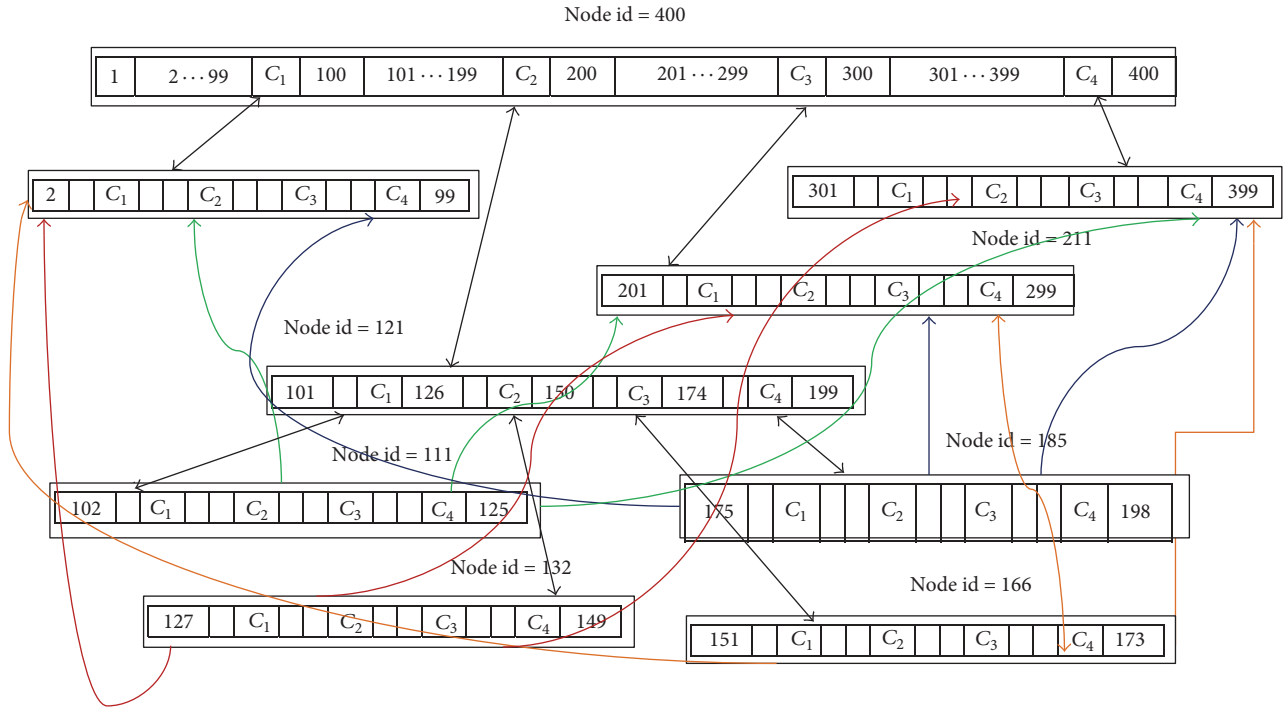 Node id = 400
1 2 ⋯ 99 C₁ 100 101 ⋯ 199 C₂ 200 201 ⋯ 299 C₃ 300 301 ⋯ 399 C₄ 400
2 C₁ C₂ C₃ C₄ 99
301 C₁ C₂ C₃ C₄ 399
Node id = 211
201 C₁ C₂ C₃ C₄ 299
Node id = 121
101 C₁ 126 C₂ 150 C₃ 174 C₄ 199
Node id = 111
Node id = 185
102 C₁ C₂ C₃ C₄ 125
175 C₁ C₂ C₃ C₄ 198
Node id = 132
Node id = 166
127 C₁ C₂ C₃ C₄ 149
151 C₁ C₂ C₃ C₄ 173